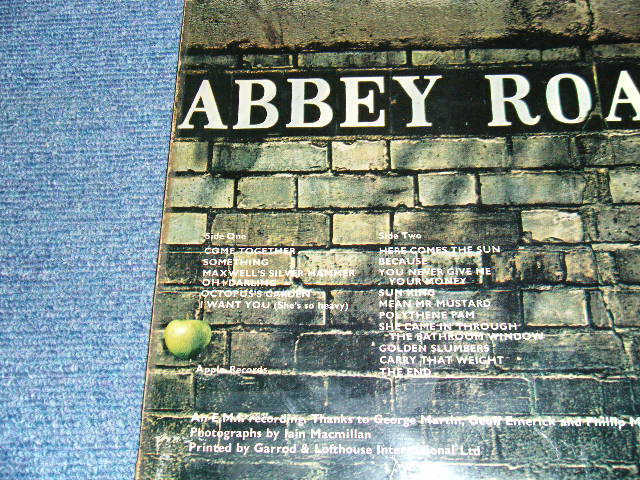 ABBEY ROA
Side One
COME TOGETHER
SOMETHING
MAXWELL'S SILVER HAMMER
OH! DARLING
OCTOPUS'S GARDEN
I WANT YOU (She's so heavy)
Side Two
HERE COMES THE SUN
BECAUSE
YOU NEVER GIVE ME
YOUR MONEY
SUN KING
MEAN MR MUSTARD
POLYTHENE PAM
SHE CAME IN THROUGH
THE BATHROOM WINDOW
GOLDEN SLUMBERS
CARRY THAT WEIGHT
THE END
Apple Records
An E.M.I. recording. Thanks to George Martin, Geoff Emerick and Phillip M
Photographs by Iain Macmillan
Printed by Garrod & Lofthouse International Ltd